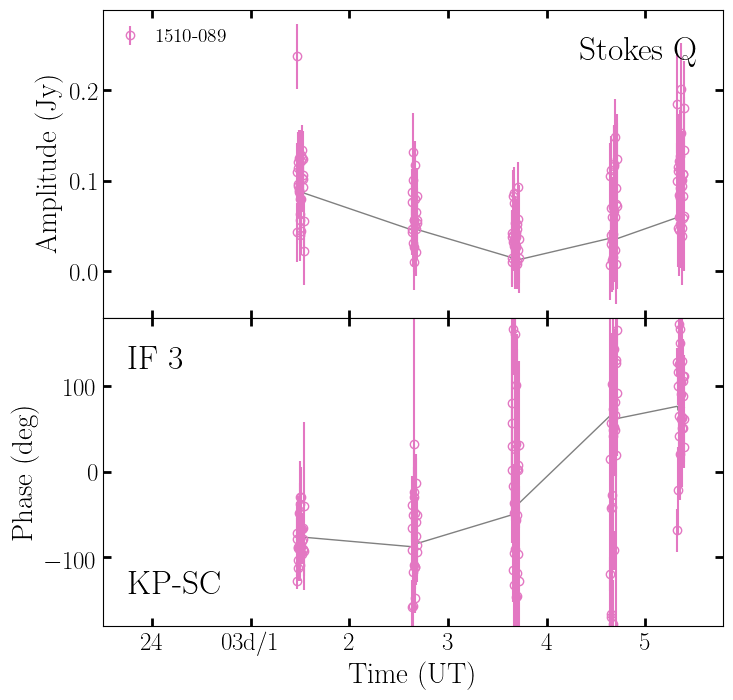 1510-089
Stokes Q
Amplitude (Jy)
0.2
0.1
0.0
IF 3
Phase (deg)
100
0
−100
KP-SC
24
03d/1
2
3
4
5
Time (UT)